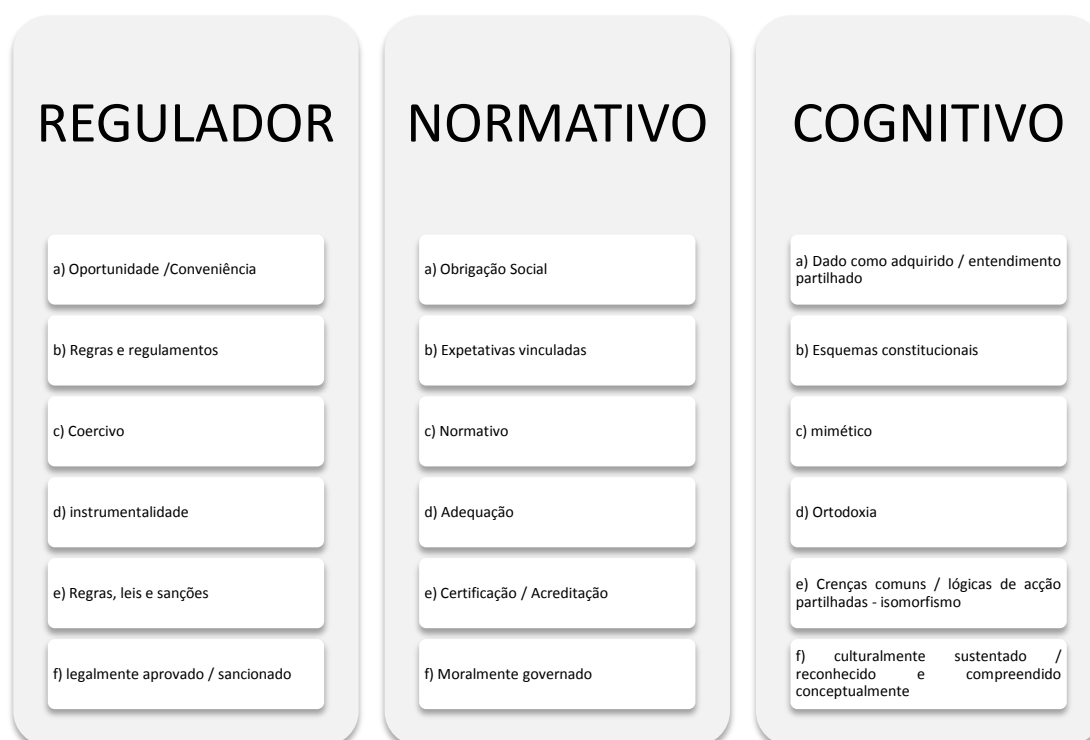 REGULADOR
a) Oportunidade /Conveniência
b) Regras e regulamentos
c) Coercivo
d) instrumentalidade
e) Regras, leis e sanções
f) legalmente aprovado / sancionado
NORMATIVO
a) Obrigação Social
b) Expetativas vinculadas
c) Normativo
d) Adequação
e) Certificação / Acreditação
f) Moralmente governado
COGNITIVO
a) Dado como adquirido / entendimento
partilhado
b) Esquemas constitucionais
c) mimético
d) Ortodoxia
e) Crenças comuns / lógicas de acção
partilhadas - isomorfismo
f) culturalmente sustentado /
reconhecido e compreendido
conceptualmente